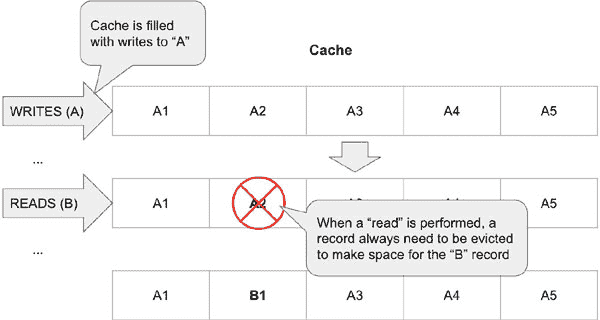 Cache is filled
with writes to “A”
Cache
WRITES (A)
A1 A2 A3 A4 A5
...
READS (B)
A1 A2 A5
When a “read” is performed, a
record always need to be evicted
to make space for the “B” record
...
A1 B1 A3 A4 A5